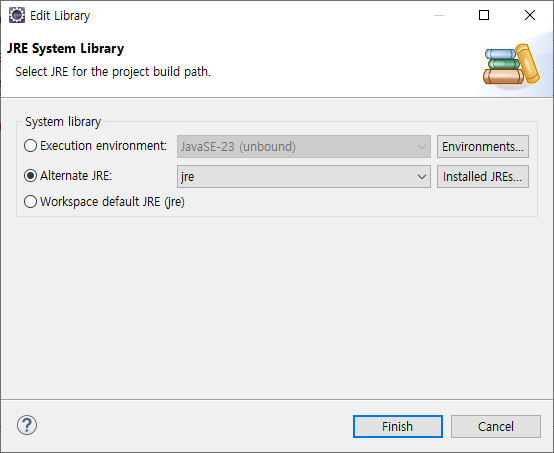 Edit Library
JRE System Library
Select JRE for the project build path.
System library
Execution environment: JavaSE-23 (unbound) Environments...
Alternate JRE: jre Installed JREs...
Workspace default JRE (jre)
? Finish Cancel